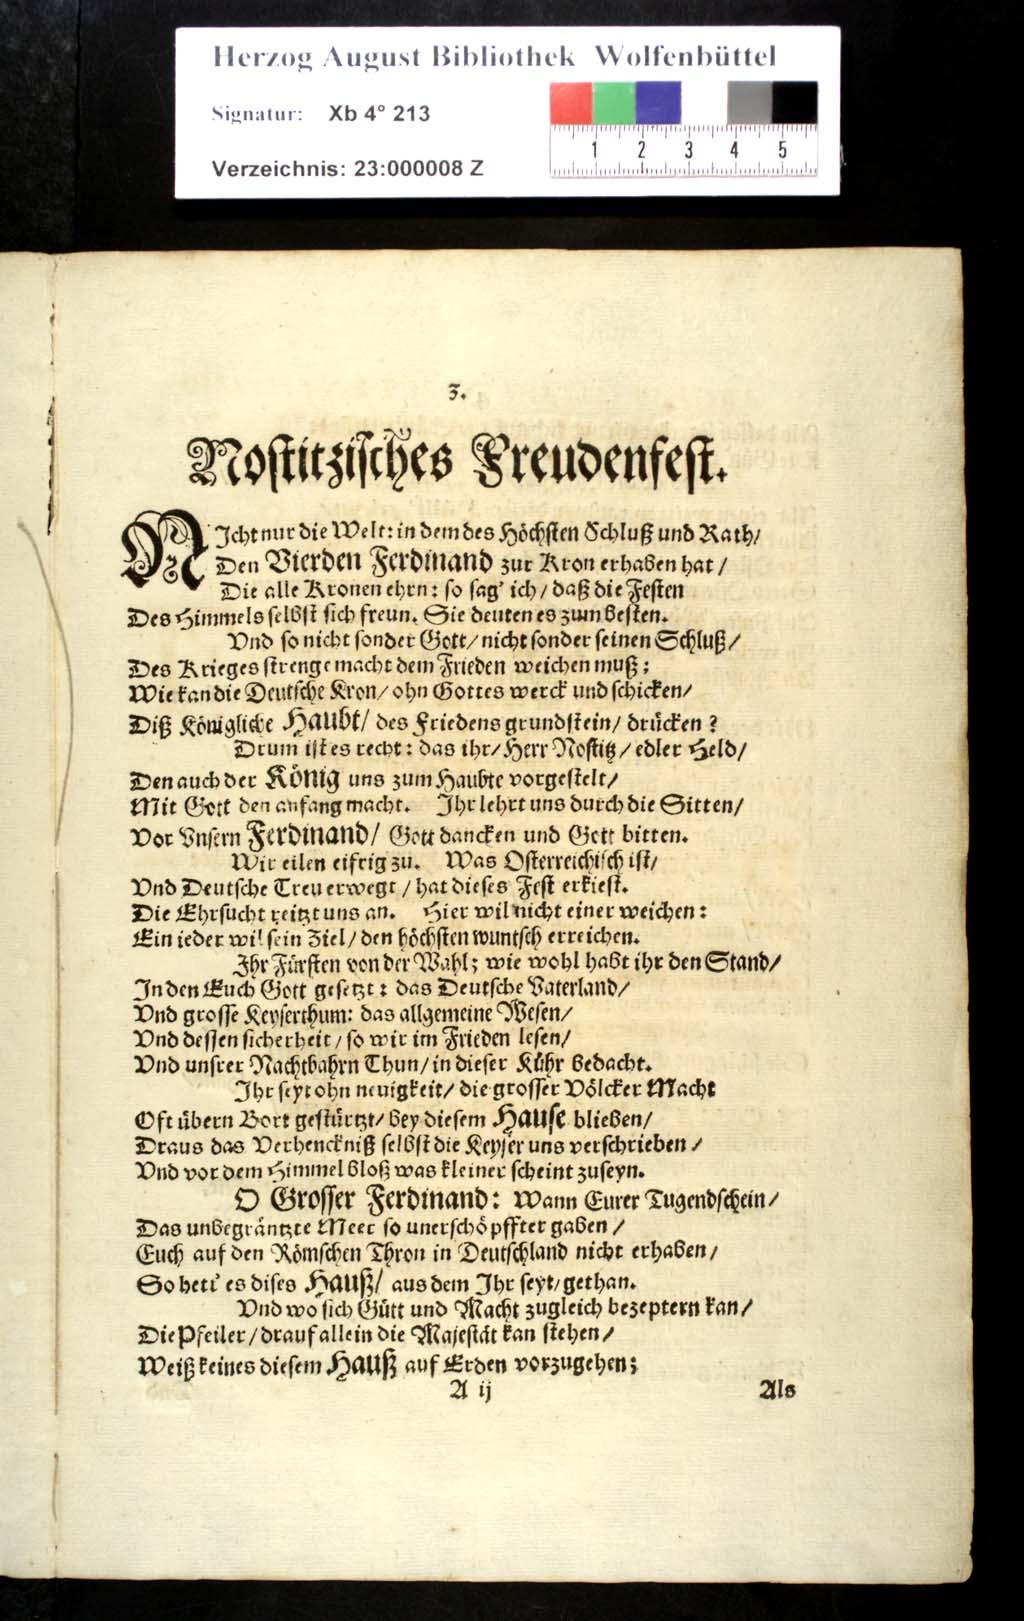 Herzog August Bibliothek Wolfenbüttel
Signatur: Xb 4° 213
Verzeichnis: 23:000008 Z
1 2 3 4 5
3.
Nostitzisches Freudenfest.
NIcht nur die Welt: in dem des Höchsten Schluß und Rath/
Den Vierden Ferdinand zur Kron erhaben hat /
Die alle Kronen ehrn: so sag' ich / daß die Festen
Des Himmels selbst sich freun. Sie deuten es zum besten.
Vnd so nicht sonder Gott/ nicht sonder seinen Schluß/
Des Krieges strenge macht dem Frieden weichen muß;
Wie kan die Deutsche Kron/ ohn Gottes werck und schicken/
Diß Königliche Haubt/ des Friedens grundstein/ drücken ?
Drum ist es recht: das ihr/ Herr Nostitz/ edler Held/
Den auch der König uns zum Haubte vorgestelt/
Mit Gott den anfang macht. Ihr lehrt uns durch die Sitten/
Vor Vnsern Ferdinand/ Gott dancken und Gott bitten.
Wir eilen eifrig zu. Was Osterreichisch ist/
Vnd Deutsche Treu erwegt / hat dieses Fest erkiest.
Die Ehrsucht reitzt uns an. Hier wil nicht einer weichen:
Ein ieder wil sein Ziel/ den höchsten wuntsch erreichen.
Ihr Fürsten von der Wahl; wie wohl habt ihr den Stand/
In den Euch Gott gesetzt: das Deutsche Vaterland/
Vnd grosse Keyserthum: das allgemeine Wesen/
Vnd dessen sicherheit / so wir im Frieden lesen/
Vnd unsrer Nachtbahrn Thun/ in dieser Kühr bedacht.
Ihr seyt ohn neuigkeit/ die grosser Völcker Macht
Oft übern Bort gestürtzt/ bey diesem Hause blieben/
Draus das Verhencknüß selbst die Keyser uns verschrieben /
Vnd vor dem Himmel bloß was kleiner scheint zu seyn.
O Grosser Ferdinand: Wann Eurer Tugendschein/
Das unbegräntzte Meer so unerschöpffter gaben /
Euch auf den Römschen Thron in Deutschland nicht erhaben/
So hett' es dises Hauß/ aus dem Ihr seyt/ gethan.
Vnd wo sich Gütt und Macht zugleich bezeptern kan/
Die Pfeiler/ drauf allein die Majestät kan stehen/
Weiß keines diesem Hauß auf Erden vorzugehen;
A ij Als